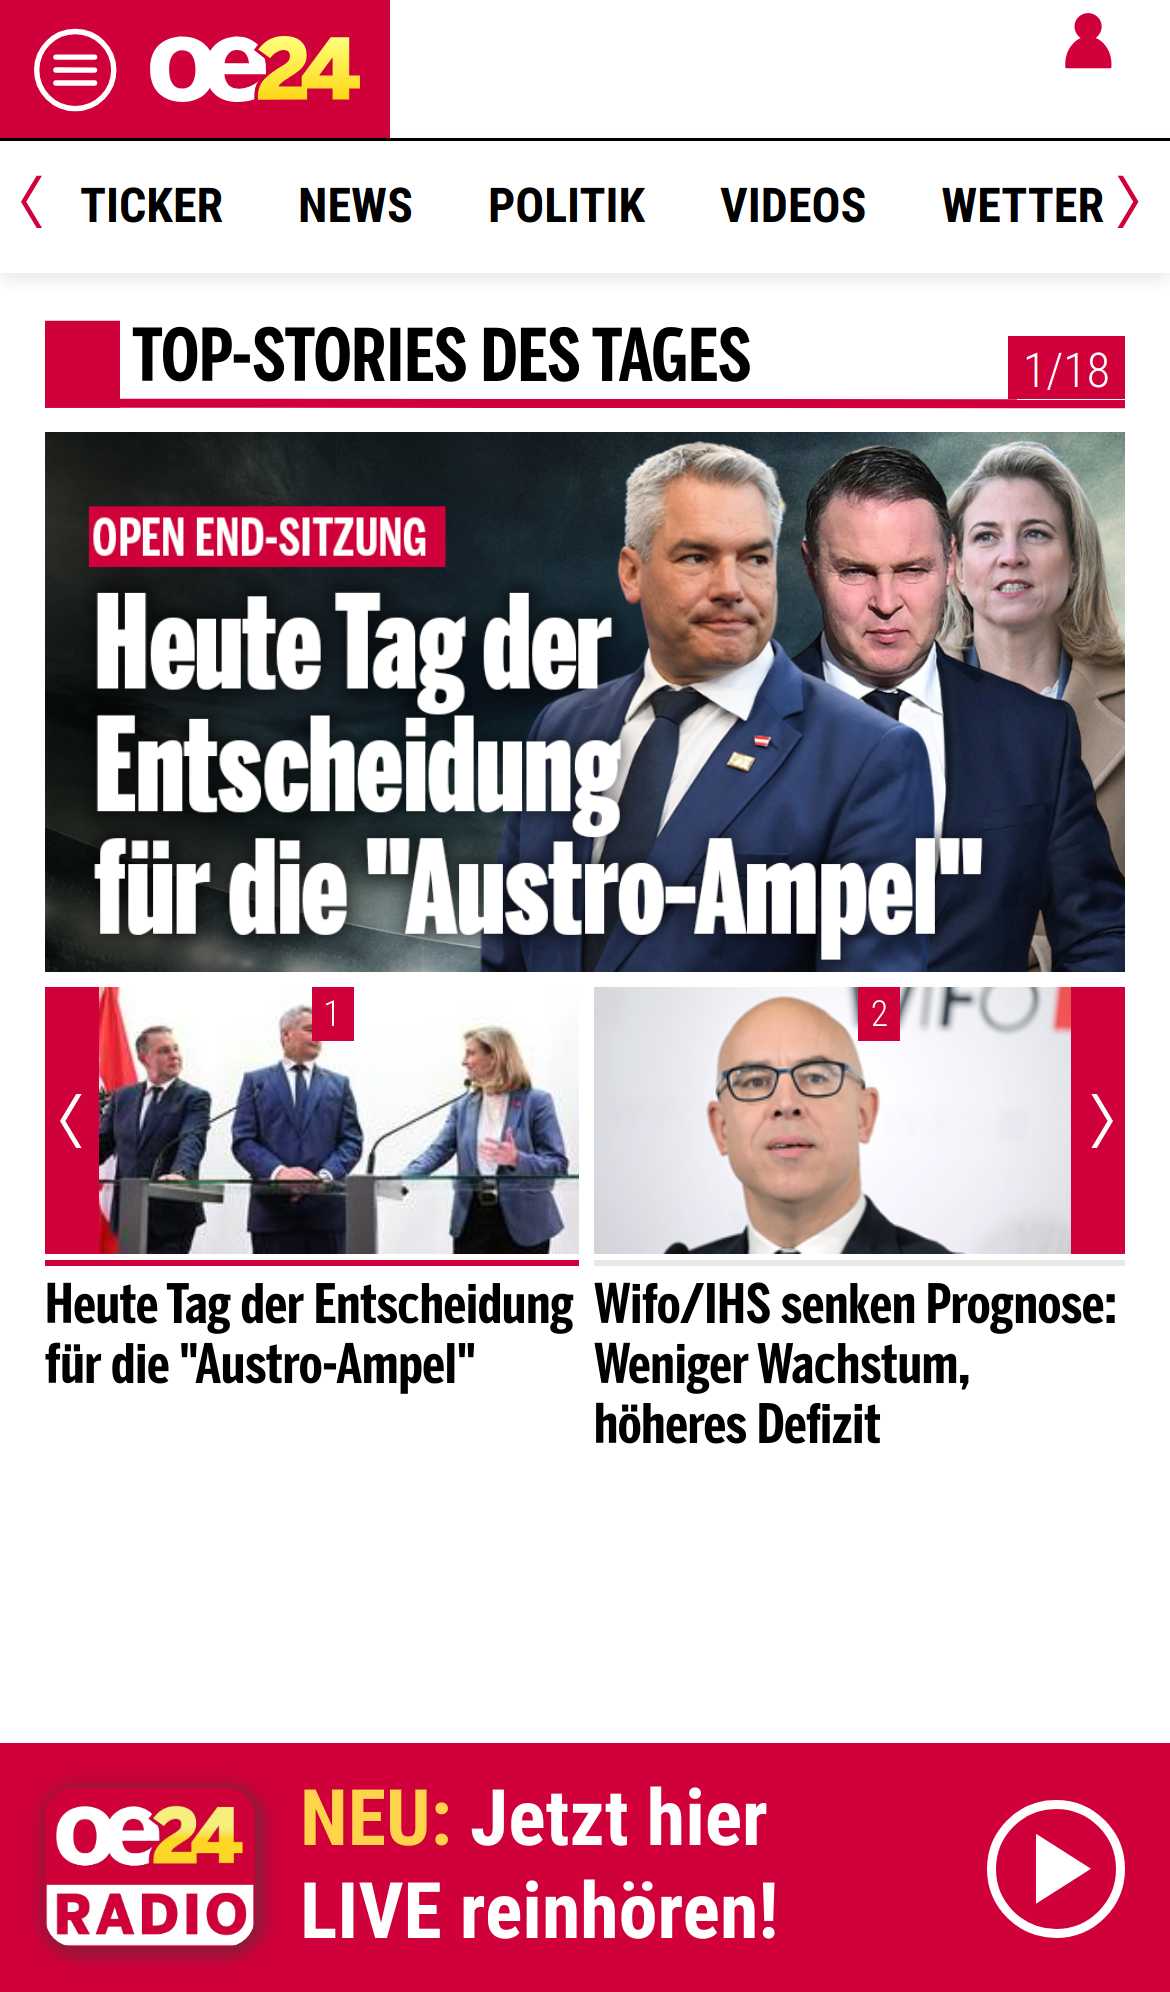 oe24
TICKER NEWS POLITIK VIDEOS WETTER
TOP-STORIES DES TAGES
1/18
OPEN END-SITZUNG
Heute Tag der
Entscheidung
für die "Austro-Ampel"
1
2
WIFO
Heute Tag der Entscheidung
für die "Austro-Ampel"
Wifo/IHS senken Prognose:
Weniger Wachstum,
höheres Defizit
oe24
RADIO
NEU: Jetzt hier
LIVE reinhören!